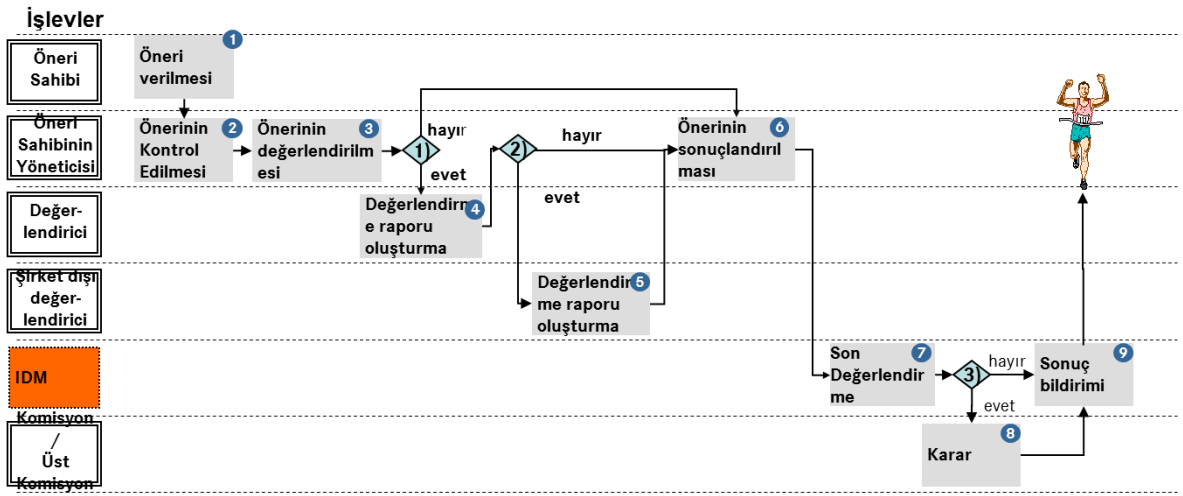 İşlevler
Öneri
Sahibi
Öneri
verilmesi
1
Öneri
Sahibinin
Yöneticisi
Önerinin
Kontrol
Edilmesi
2
Önerinin
değerlendirilm
esi
3
1)
hayır
evet
2)
hayır
evet
Önerinin
sonuçlandırıl
ması
6
Değer-
lendirici
Değerlendirm
e raporu
oluşturma
4
Şirket dışı
değer-
lendirici
Değerlendir
me raporu
oluşturma
5
IDM
Son
Değerlendir
me
7
3)
hayır
evet
Sonuç
bildirimi
9
Komisyon
/
Üst
Komisyon
Karar
8